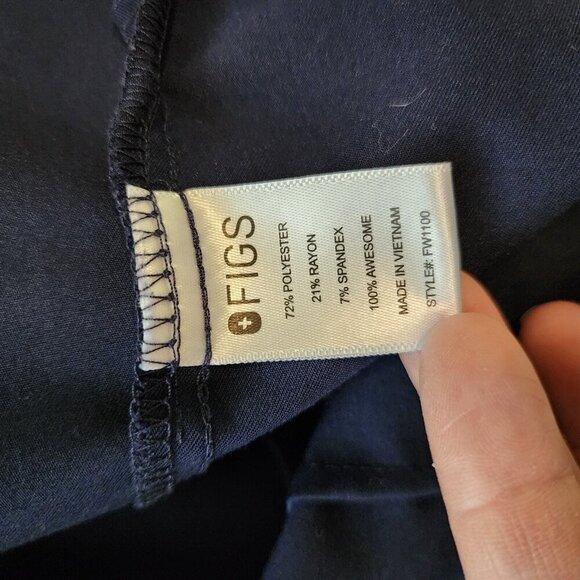 FIGS
72% POLYESTER
21% RAYON
7% SPANDEX
100% AWESOME
MADE IN VIETNAM
STYLE#: FW1100